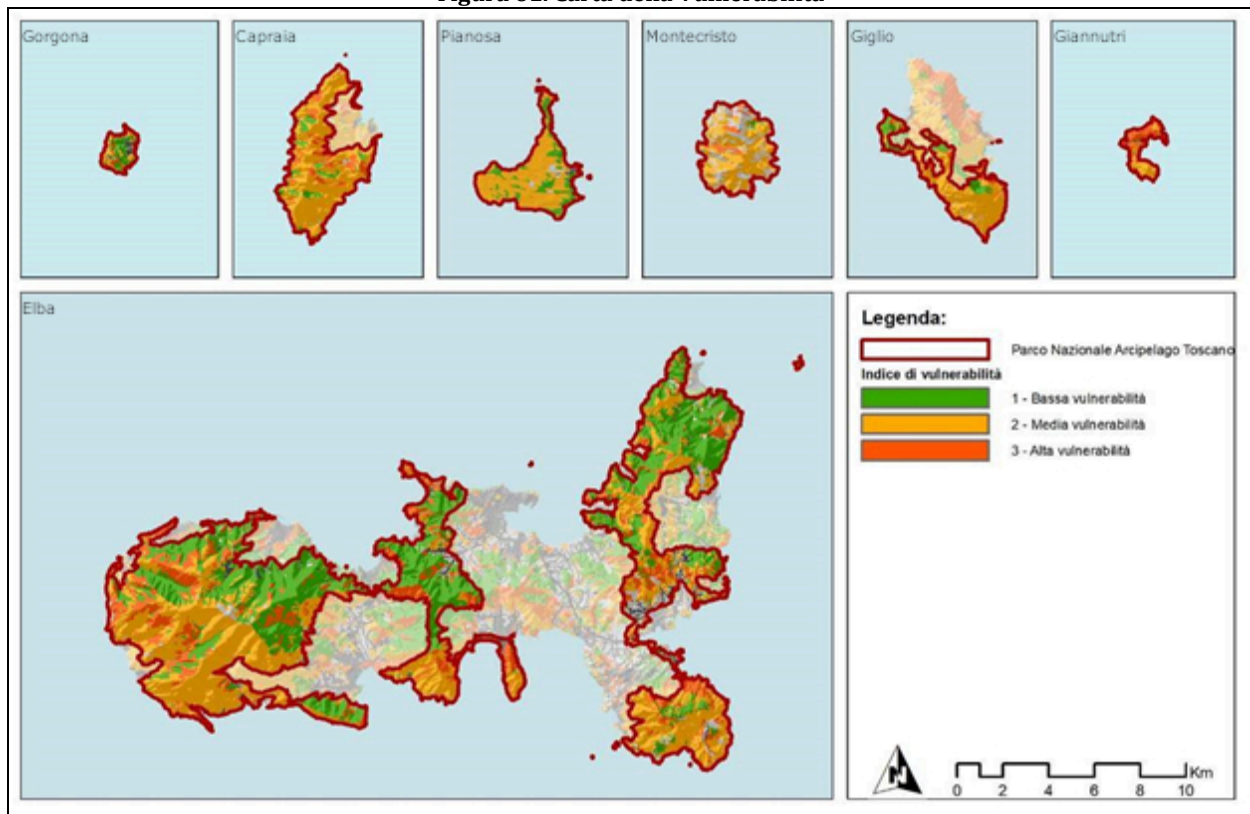 Gorgona
Capraia
Pianosa
Montecristo
Giglio
Giannutri
Elba
Legenda:
Parco Nazionale Arcipelago Toscano
Indice di vulnerabilità
1 - Bassa vulnerabilità
2 - Media vulnerabilità
3 - Alta vulnerabilità
N
Km
0 2 4 6 8 10